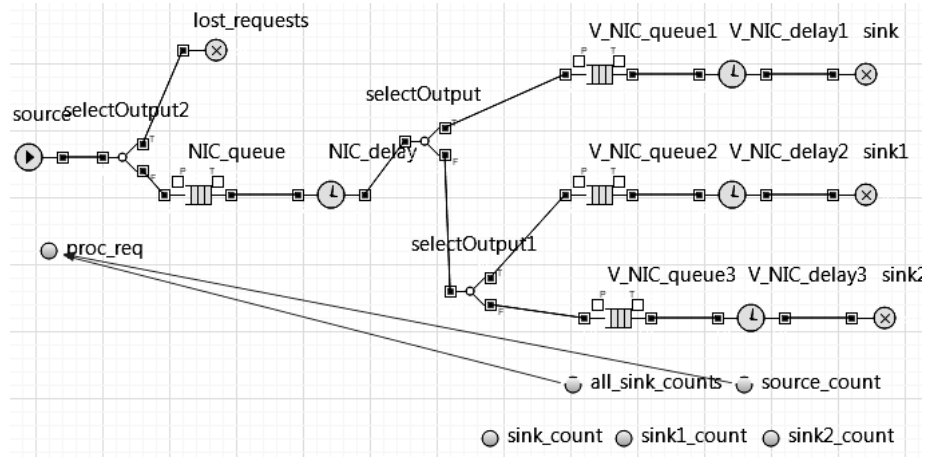 lost_requests
V_NIC_queue1 V_NIC_delay1 sink
P T
selectOutput
source selectOutput2
T
T
NIC_queue NIC_delay
F
P T
F
V_NIC_queue2 V_NIC_delay2 sink1
P T
selectOutput1
proc_req
V_NIC_queue3 V_NIC_delay3 sink2
T
P T
F
all_sink_counts source_count
sink_count sink1_count sink2_count